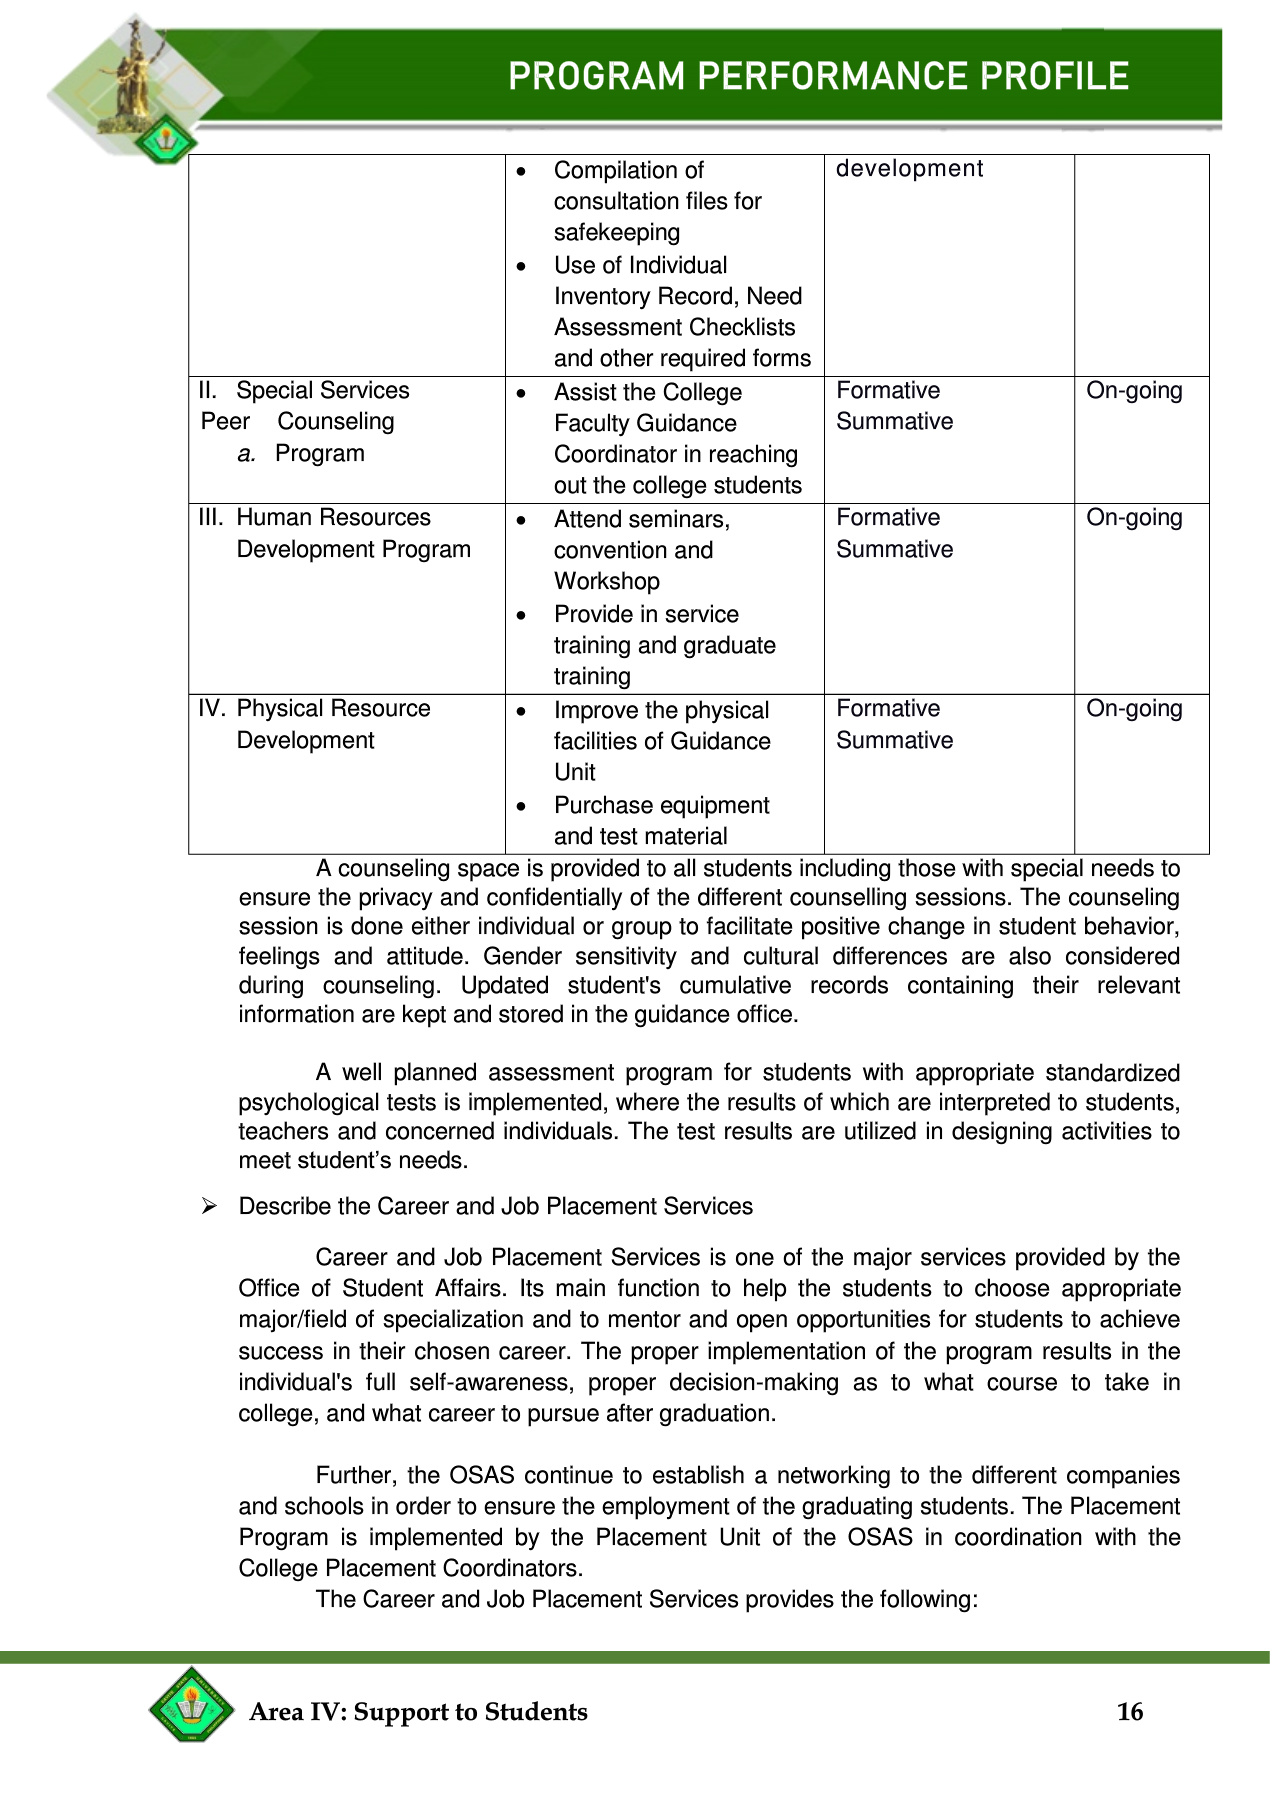 PROGRAM PERFORMANCE PROFILE
• Compilation of
consultation files for
safekeeping
• Use of Individual
Inventory Record, Need
Assessment Checklists
and other required forms
development
II. Special Services
Peer Counseling
a. Program
• Assist the College
Faculty Guidance
Coordinator in reaching
out the college students
Formative
Summative
On-going
III. Human Resources
Development Program
• Attend seminars,
convention and
Workshop
• Provide in service
training and graduate
training
Formative
Summative
On-going
IV. Physical Resource
Development
• Improve the physical
facilities of Guidance
Unit
• Purchase equipment
and test material
Formative
Summative
On-going
A counseling space is provided to all students including those with special needs to
ensure the privacy and confidentially of the different counselling sessions. The counseling
session is done either individual or group to facilitate positive change in student behavior,
feelings and attitude. Gender sensitivity and cultural differences are also considered
during counseling. Updated student's cumulative records containing their relevant
information are kept and stored in the guidance office.
A well planned assessment program for students with appropriate standardized
psychological tests is implemented, where the results of which are interpreted to students,
teachers and concerned individuals. The test results are utilized in designing activities to
meet student’s needs.
➢ Describe the Career and Job Placement Services
Career and Job Placement Services is one of the major services provided by the
Office of Student Affairs. Its main function to help the students to choose appropriate
major/field of specialization and to mentor and open opportunities for students to achieve
success in their chosen career. The proper implementation of the program results in the
individual's full self-awareness, proper decision-making as to what course to take in
college, and what career to pursue after graduation.
Further, the OSAS continue to establish a networking to the different companies
and schools in order to ensure the employment of the graduating students. The Placement
Program is implemented by the Placement Unit of the OSAS in coordination with the
College Placement Coordinators.
The Career and Job Placement Services provides the following:
Area IV: Support to Students
16